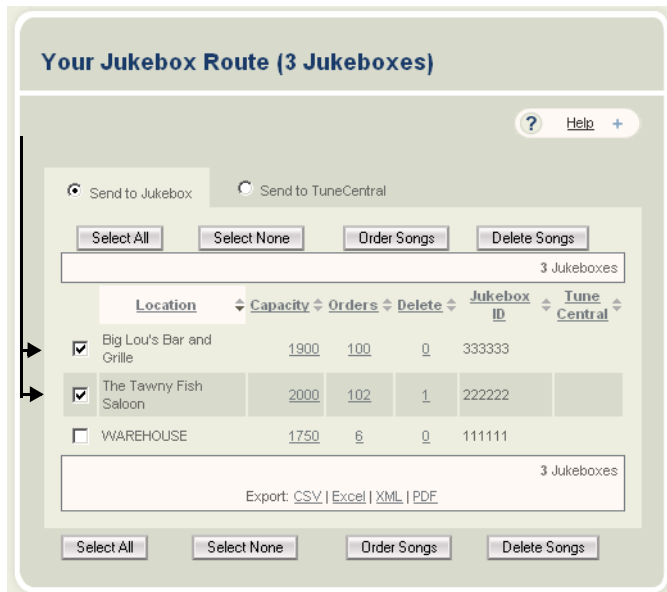 Your Jukebox Route (3 Jukeboxes)
? Help +
Send to Jukebox Send to TuneCentral
Select All Select None Order Songs Delete Songs
3 Jukeboxes
Location Capacity Orders Delete Jukebox ID Tune Central
Big Lou's Bar and Grille 1900 100 0 333333
The Tawny Fish Saloon 2000 102 1 222222
WAREHOUSE 1750 6 0 111111
3 Jukeboxes
Export: CSV | Excel | XML | PDF
Select All Select None Order Songs Delete Songs